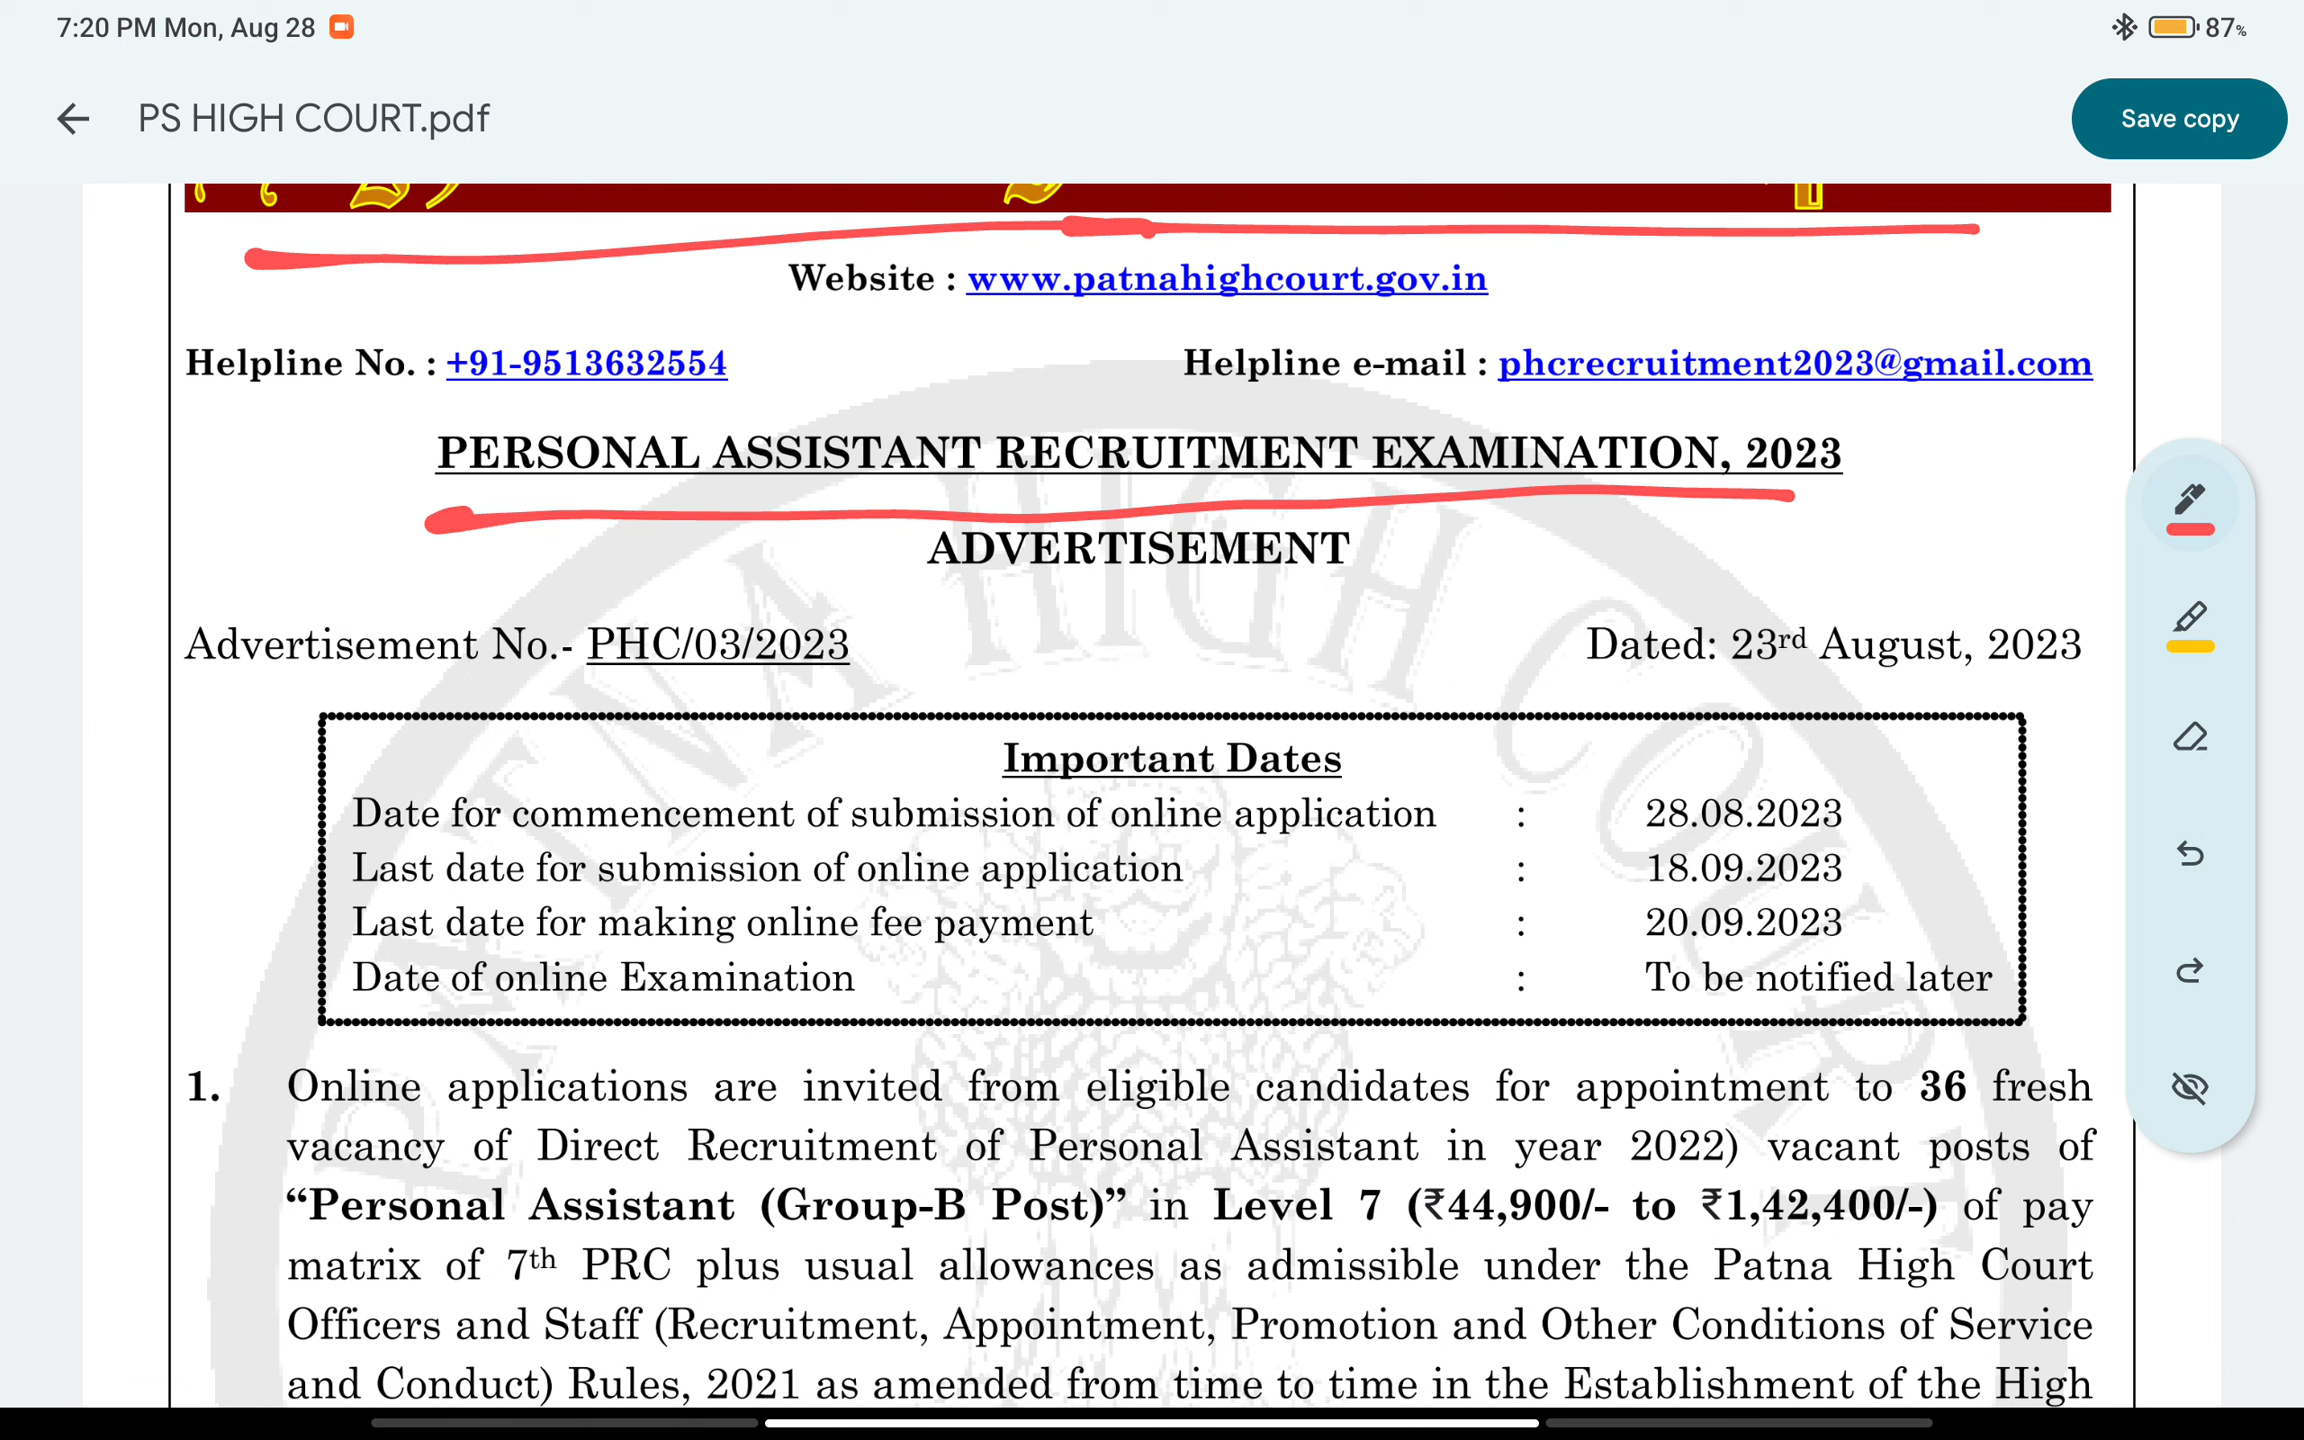 7:20 PM Mon, Aug 28
87%
PS HIGH COURT.pdf
Save copy
Website : www.patnahighcourt.gov.in
Helpline No. : +91-9513632554 Helpline e-mail : phcrecruitment2023@gmail.com
PERSONAL ASSISTANT RECRUITMENT EXAMINATION, 2023
ADVERTISEMENT
Advertisement No.- PHC/03/2023 Dated: 23rd August, 2023
Important Dates
Date for commencement of submission of online application : 28.08.2023
Last date for submission of online application : 18.09.2023
Last date for making online fee payment : 20.09.2023
Date of online Examination : To be notified later
1. Online applications are invited from eligible candidates for appointment to 36 fresh
vacancy of Direct Recruitment of Personal Assistant in year 2022) vacant posts of
“Personal Assistant (Group-B Post)” in Level 7 (₹44,900/- to ₹1,42,400/-) of pay
matrix of 7th PRC plus usual allowances as admissible under the Patna High Court
Officers and Staff (Recruitment, Appointment, Promotion and Other Conditions of Service
and Conduct) Rules, 2021 as amended from time to time in the Establishment of the High
PATNA HIGH COURT